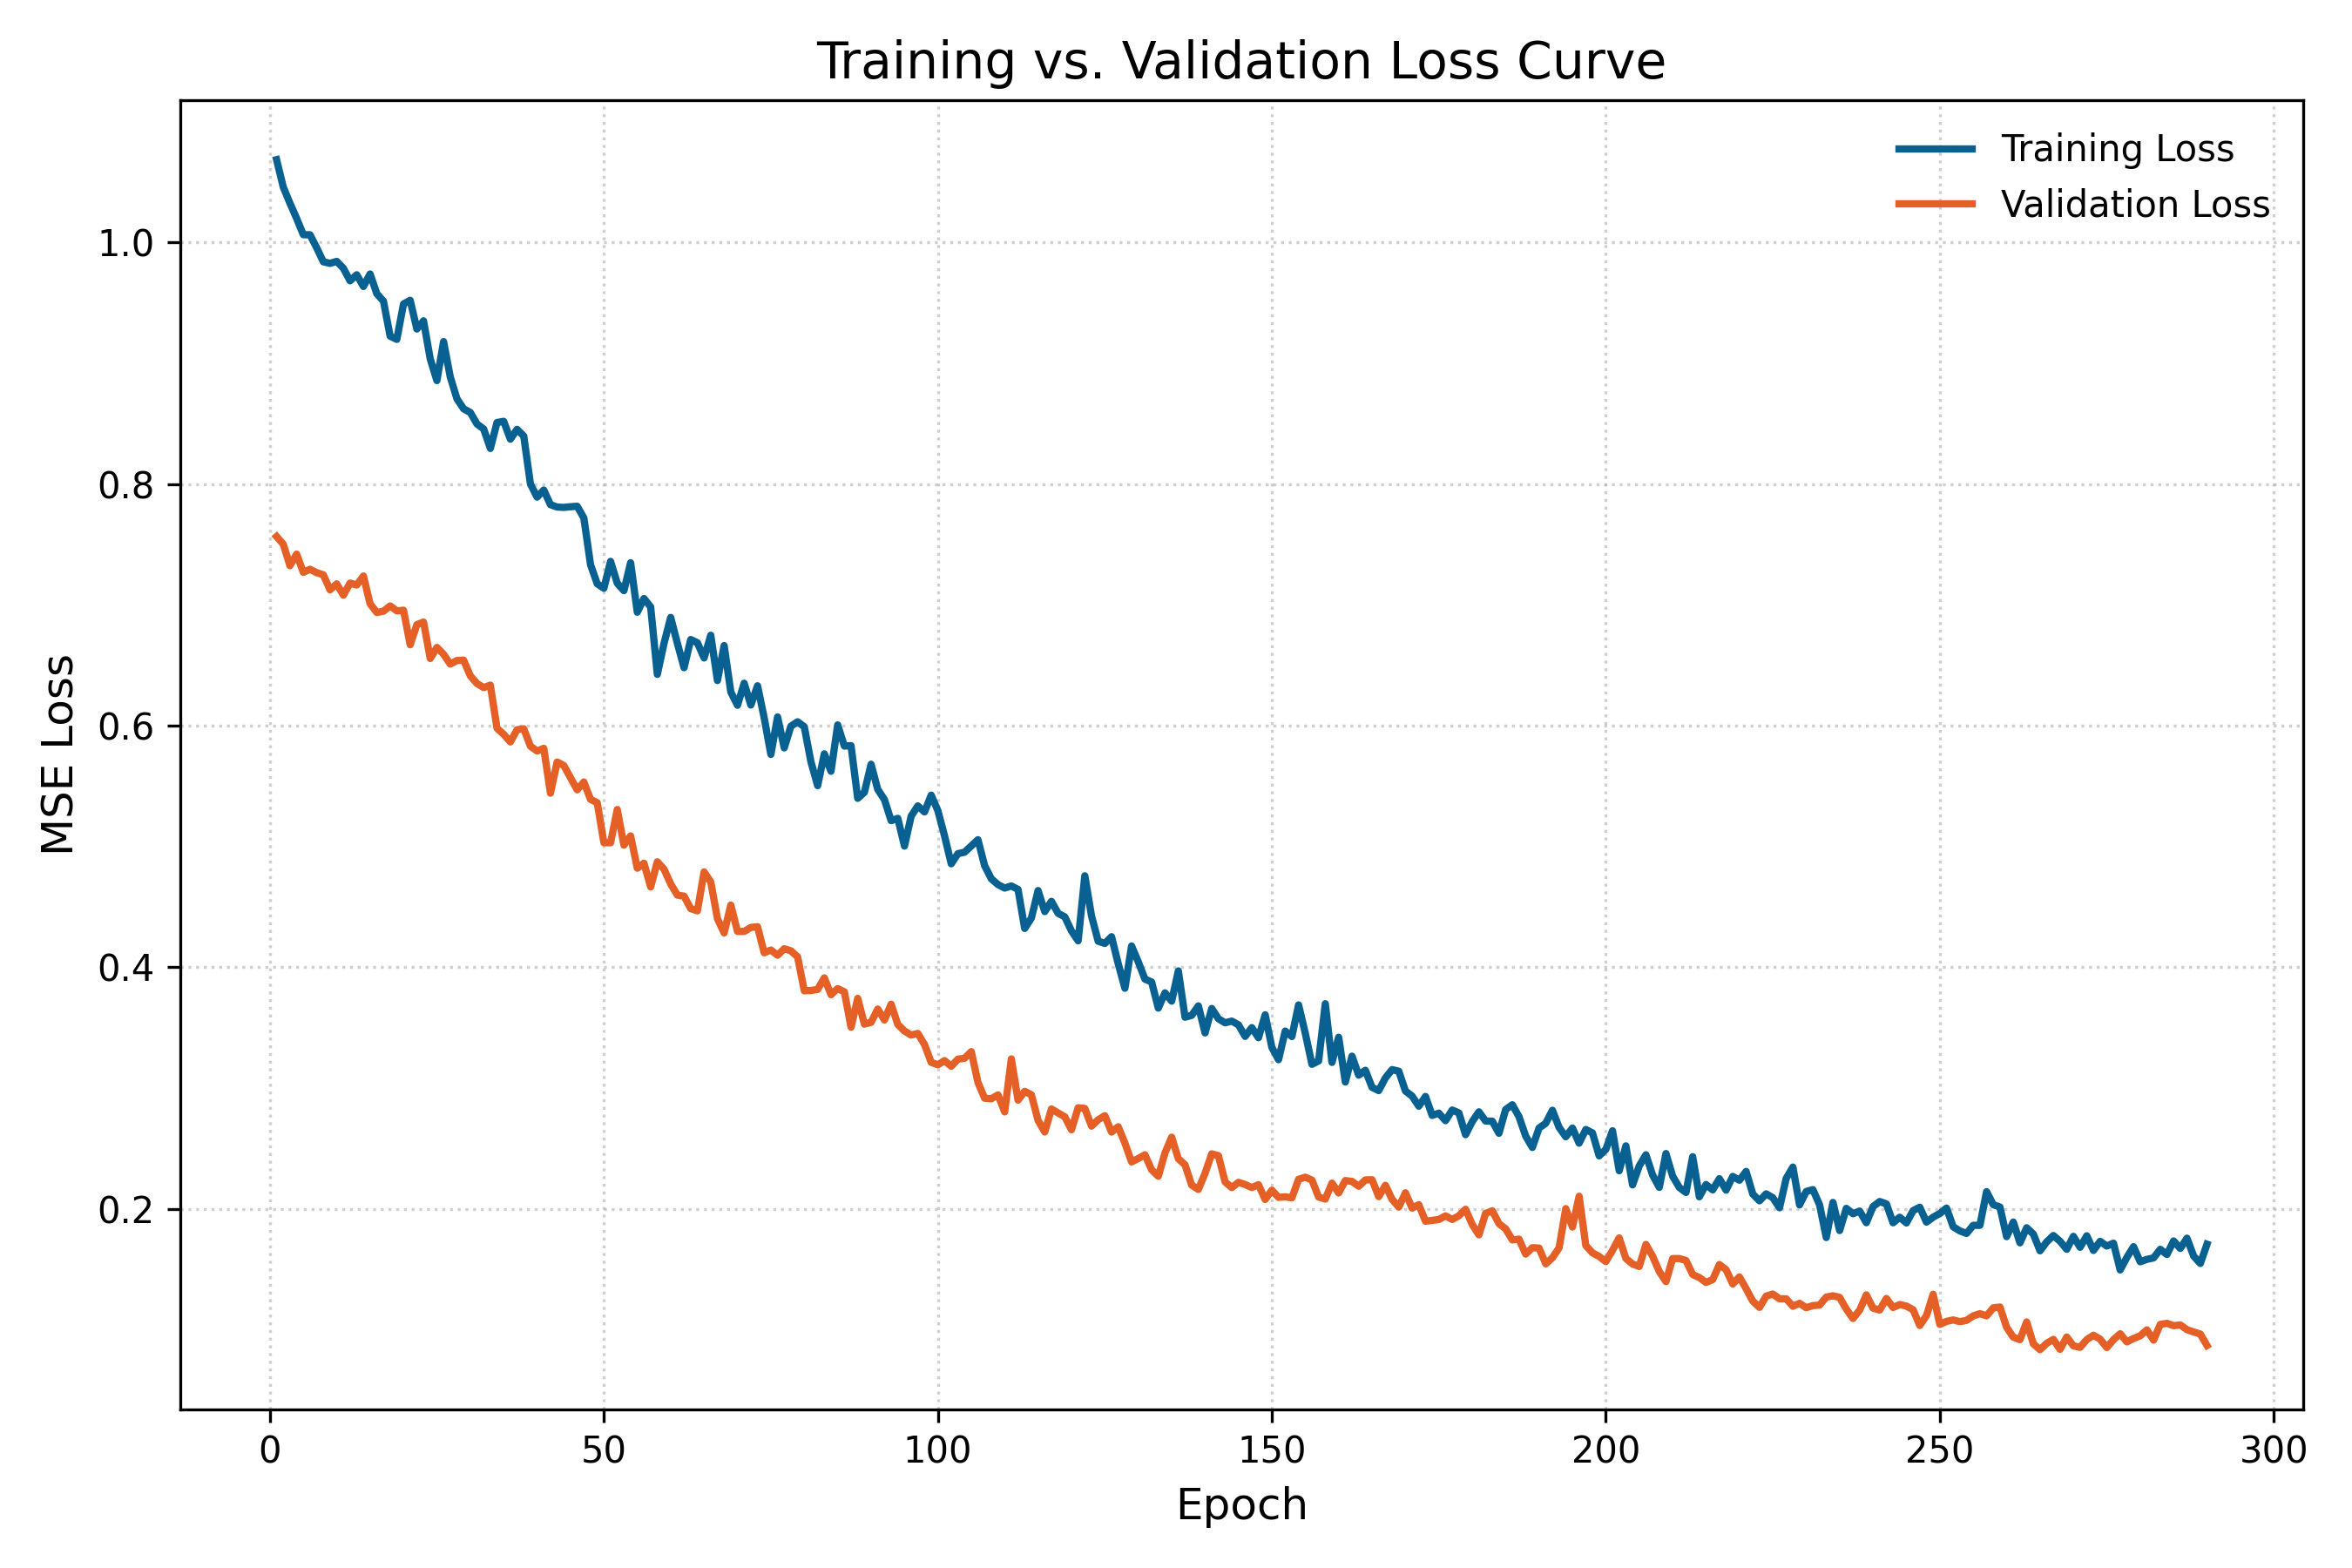 Training vs. Validation Loss Curve
Training Loss
Validation Loss
1.0
0.8
0.6
0.4
0.2
MSE Loss
0 50 100 150 200 250 300
Epoch